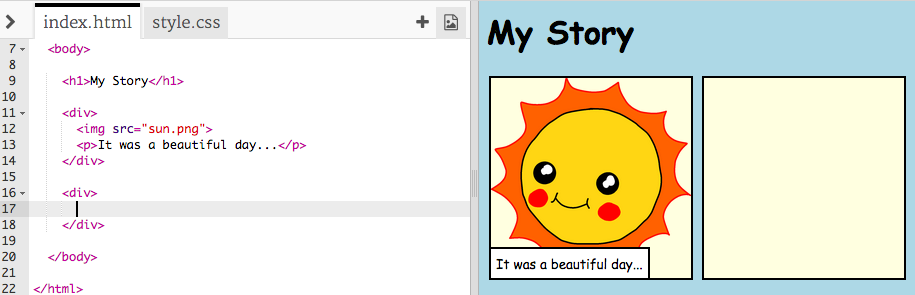 index.html style.css
7 <body>
8
9 <h1>My Story</h1>
10
11 <div>
12 <img src="sun.png">
13 <p>It was a beautiful day...</p>
14 </div>
15
16 <div>
17
18 </div>
19
20 </body>
21
22 </html>
My Story
It was a beautiful day...